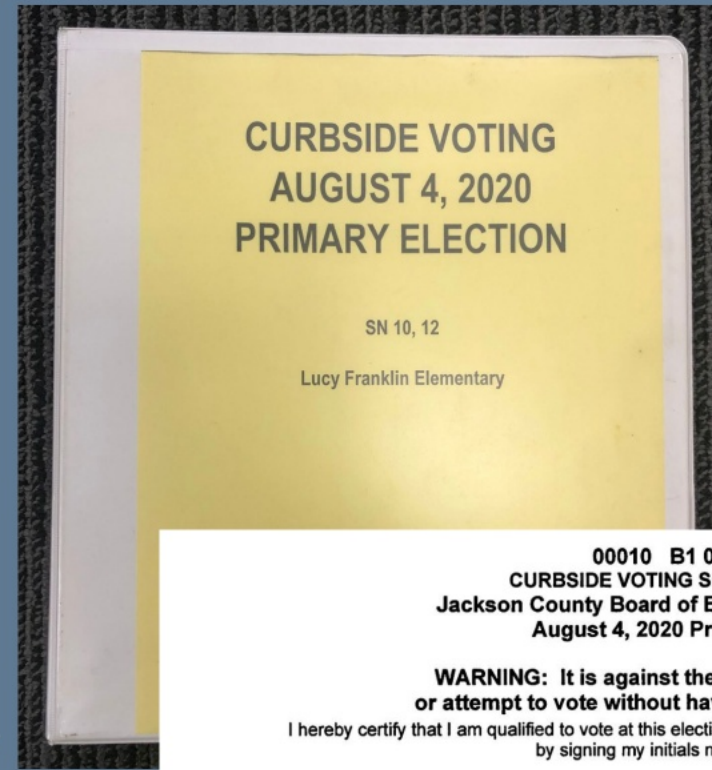 CURBSIDE VOTING
AUGUST 4, 2020
PRIMARY ELECTION
SN 10, 12
Lucy Franklin Elementary
00010 B1
CURBSIDE VOTING
Jackson County Board of
August 4, 2020
WARNING: It is against the
or attempt to vote without
I hereby certify that I am qualified to vote at this
by signing my initials